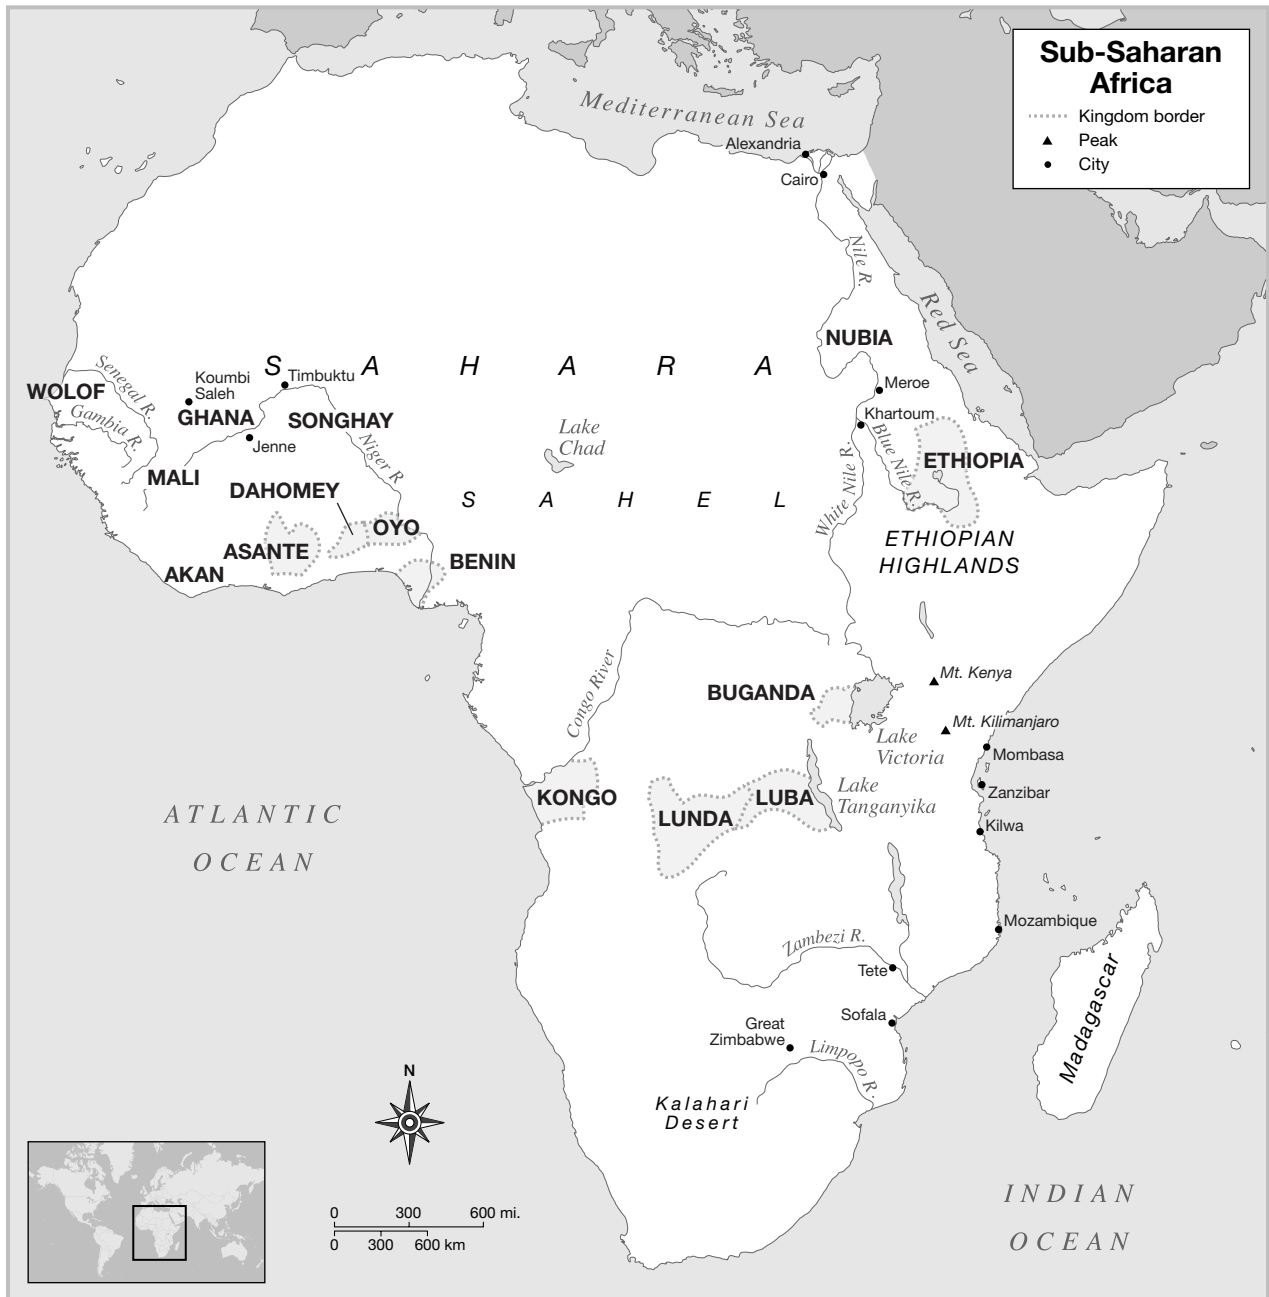 Sub-Saharan
Africa
Kingdom border
Peak
City
Mediterranean Sea
Alexandria
Cairo
Nile R.
Red Sea
NUBIA
S A H A R A
Senegal R.
Koumbi
Saleh
Timbuktu
WOLOF
Gambia R.
GHANA
SONGHAY
Meroe
Khartoum
Lake
Chad
Jenne
Niger R
MALI
Blue Nile R.
ETHIOPIA
White Nile R.
DAHOMEY
S A H E L
OYO
ASANTE
BENIN
AKAN
ETHIOPIAN
HIGHLANDS
Congo River
Mt. Kenya
BUGANDA
Mt. Kilimanjaro
Lake
Victoria
Mombasa
Lake
Tanganyika
Zanzibar
KONGO
LUNDA
LUBA
Kilwa
ATLANTIC
OCEAN
Mozambique
Zambezi R.
Tete
Madagascar
Sofala
Great
Zimbabwe
Limpopo R.
Kalahari
Desert
N
INDIAN
OCEAN
0 300 600 mi.
0 300 600 km